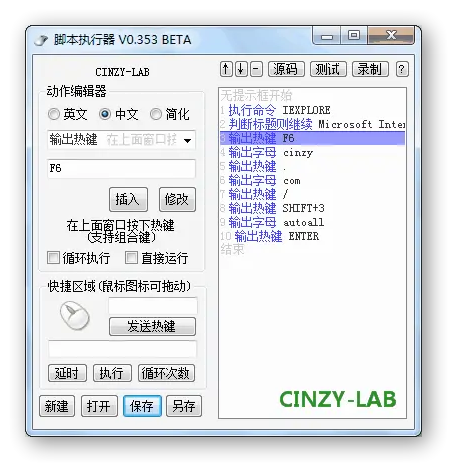 脚本执行器 V0.353 BETA
CINZY-LAB
↑ ↓ - 源码 测试 录制 ?
动作编辑器
英文 中文 简化
输出热键 在上面窗口按
F6
插入 修改
在上面窗口按下热键
(支持组合键)
循环执行 直接运行
快捷区域(鼠标图标可拖动)
发送热键
延时 执行 循环次数
新建 打开 保存 另存
无提示框开始
1 执行命令 IEXPLORE
2 判断标题则继续 Microsoft Inter
3 输出热键 F6
4 输出字母 cinzy
5 输出热键 .
6 输出字母 com
7 输出热键 /
8 输出热键 SHIFT+3
9 输出字母 autoall
10 输出热键 ENTER
结束
CINZY-LAB